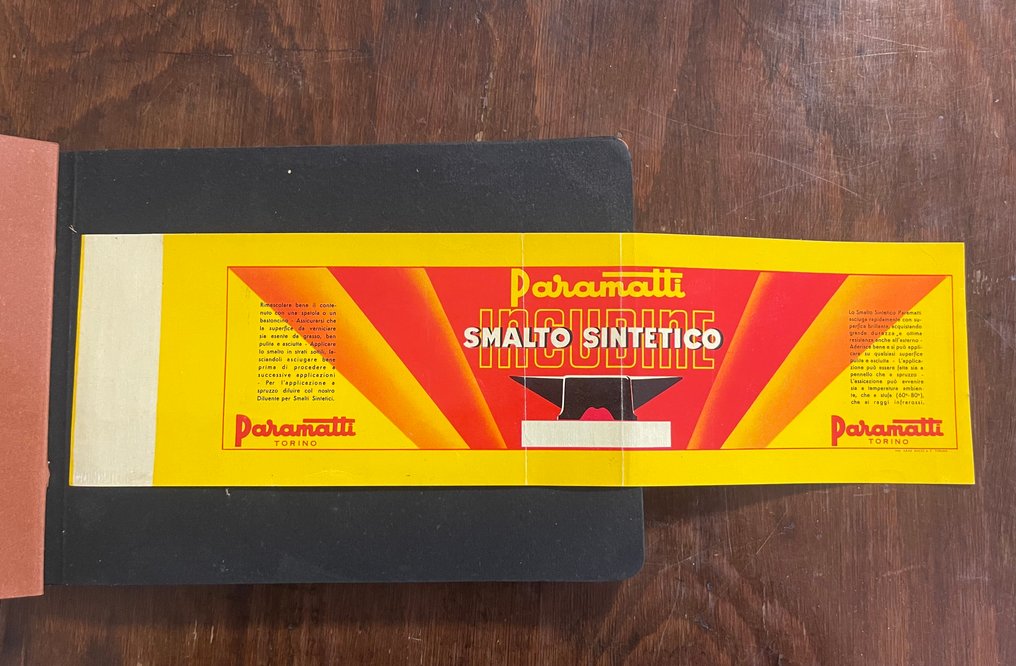 Rimescolare bene il conte-
nuto con una spatola o un
bastoncino - Assicurarsi che
la superfice da verniciare
sia esente da grasso, ben
pulita e asciutta - Applicare
lo smalto in strati sottili, la-
sciandoli asciugare bene
prima di procedere a
successive applicazioni
- Per l'applicazione a
spruzzo diluire col nostro
Diluente per Smalti Sintetici.
Paramatti
TORINO
Paramatti
INCUDINE
SMALTO SINTETICO
Lo Smalto Sintetico Paramatti
asciuga rapidamente con su-
perfice brillante, acquistando
grande durezza e ottima
resistenza anche all'esterno -
Aderisce bene e si può appli-
care su qualsiasi superfice
pulita e asciutta - L'applica-
zione può essere fatta sia a
pennello che a spruzzo -
L'essicazione può avvenire
sia a temperatura ambien-
te, che a stufa (60°-80°),
che ai raggi infrarossi.
Paramatti
TORINO